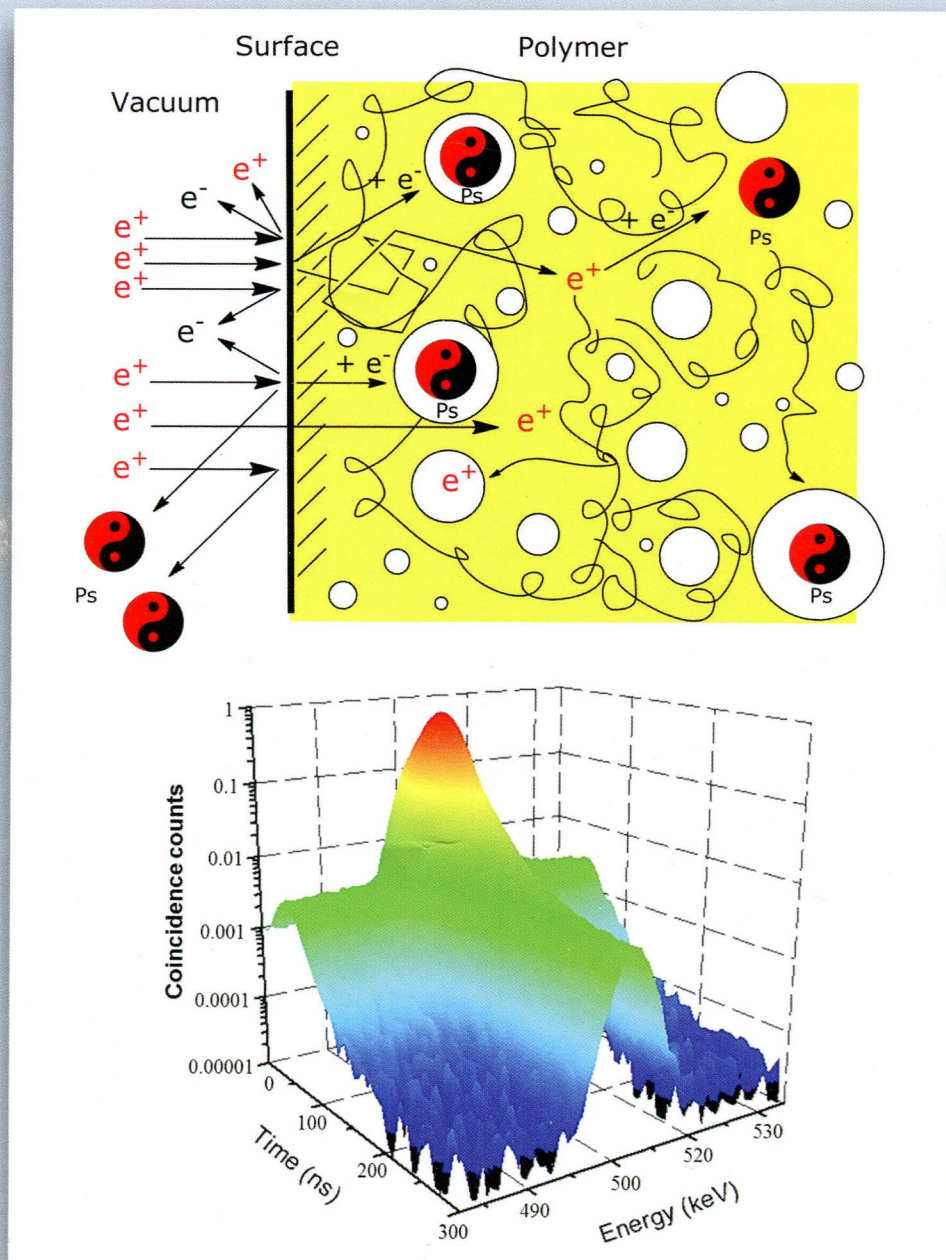 Surface
Polymer
Vacuum
e⁺
e⁻
+ e⁻
Ps
+ e⁻
Ps
e⁺
e⁺
e⁺
e⁺
e⁻
+ e⁻
Ps
e⁺
e⁺
e⁺
e⁺
e⁺
Ps
Ps
Coincidence counts
1
0.1
0.01
0.001
0.0001
0.00001
0
100
200
300
Time (ns)
490
500
520
530
Energy (keV)